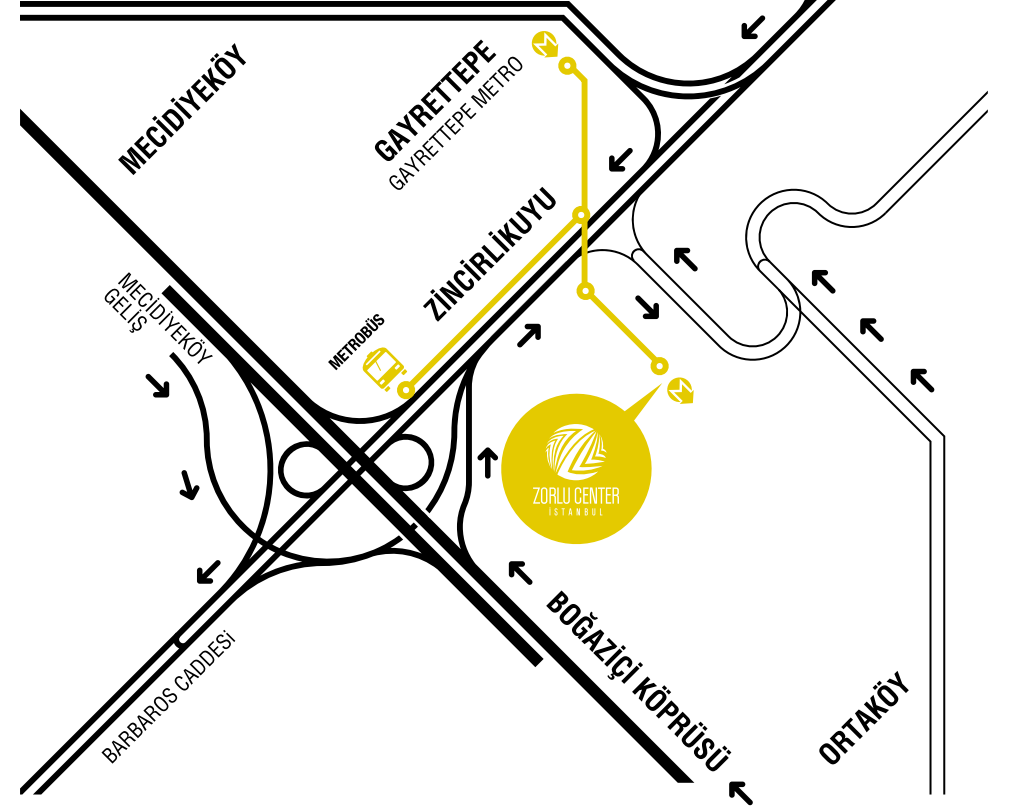 MECİDİYEKÖY
GAYRETTEPE
GAYRETTEPE METRO
ZİNCİRLİKUYU
MECİDİYEKÖY
GELİŞ
METROBÜS
ZORLU CENTER
İSTANBUL
BOĞAZİÇİ KÖPRÜSÜ
BARBAROS CADDESİ
ORTAKÖY